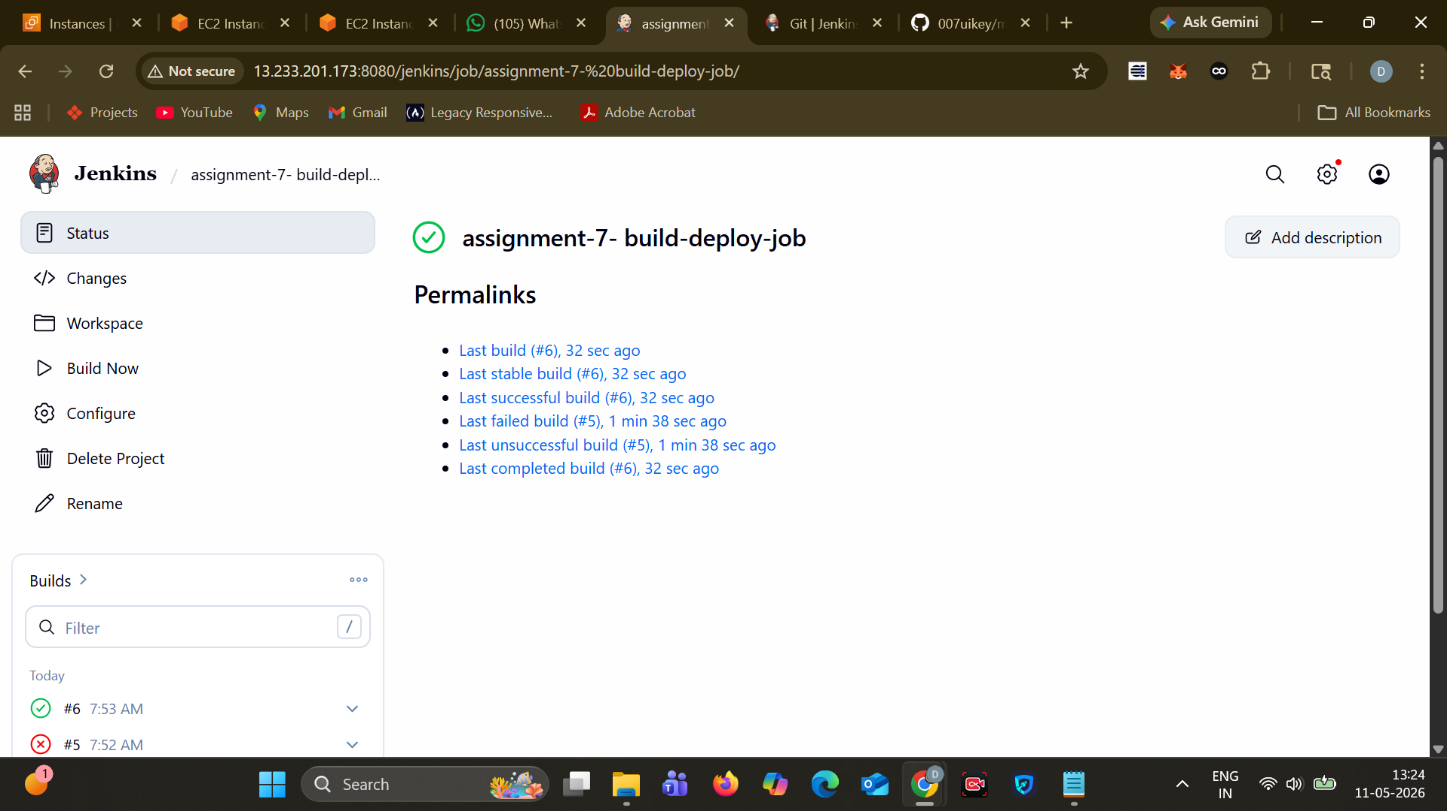 Instances |
EC2 Instanc
EC2 Instanc
(105) What
assignment
Git | Jenkin
007uikey/m
Ask Gemini
Not secure
13.233.201.173:8080/jenkins/job/assignment-7-%20build-deploy-job/
D
Projects
YouTube
Maps
Gmail
Legacy Responsive...
Adobe Acrobat
All Bookmarks
Jenkins / assignment-7- build-depl...
Status
Changes
Workspace
Build Now
Configure
Delete Project
Rename
assignment-7- build-deploy-job
Add description
Permalinks
Last build (#6), 32 sec ago
Last stable build (#6), 32 sec ago
Last successful build (#6), 32 sec ago
Last failed build (#5), 1 min 38 sec ago
Last unsuccessful build (#5), 1 min 38 sec ago
Last completed build (#6), 32 sec ago
Builds
Filter
/
Today
#6 7:53 AM
#5 7:52 AM
1
Search
D
ENG
IN
13:24
11-05-2026